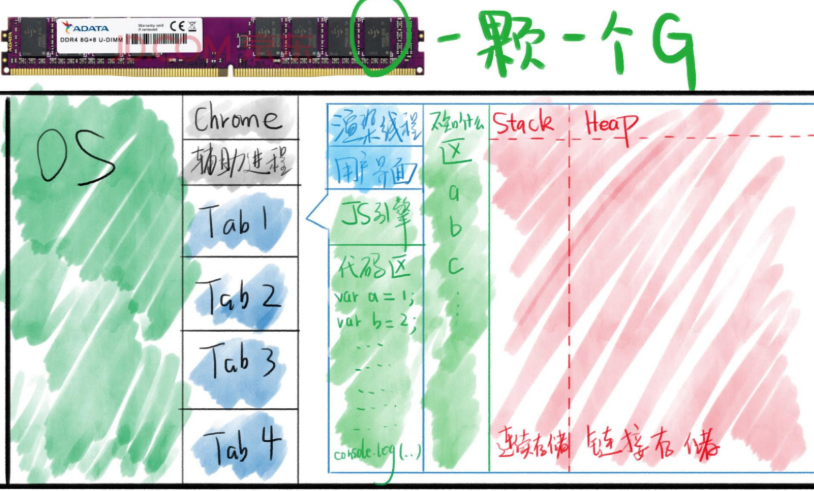 ADATA
DDR4 8G×8 U-DIMM
一颗一个G
OS
Chrome
辅助进程
Tab 1
Tab 2
Tab 3
Tab 4
渲染线程
用户界面
JS引擎
代码区
var a = 1;
var b = 2;
....
....
....
....
console.log(..)
不知什么
区
a
b
c
Stack
Heap
连续存储
链接存储